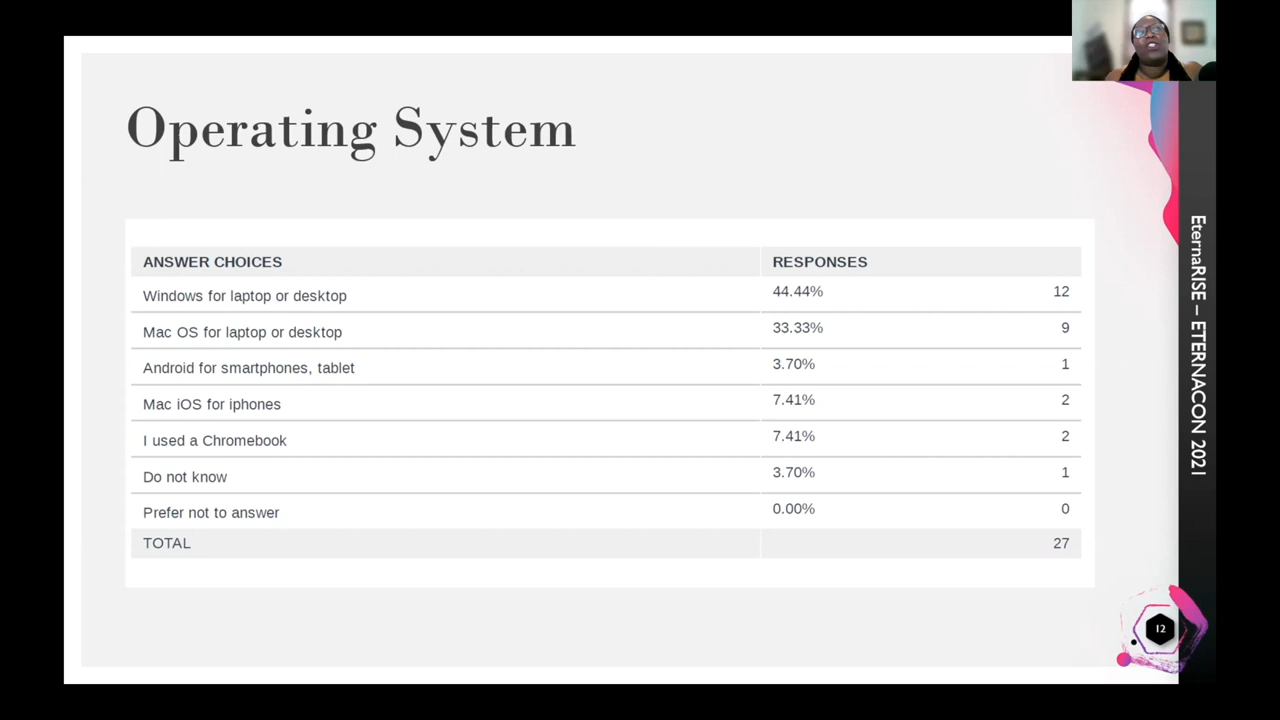 Operating System
ANSWER CHOICES RESPONSES
Windows for laptop or desktop 44.44% 12
Mac OS for laptop or desktop 33.33% 9
Android for smartphones, tablet 3.70% 1
Mac iOS for iphones 7.41% 2
I used a Chromebook 7.41% 2
Do not know 3.70% 1
Prefer not to answer 0.00% 0
TOTAL 27
EternaRISE – ETERNACON 2021
12